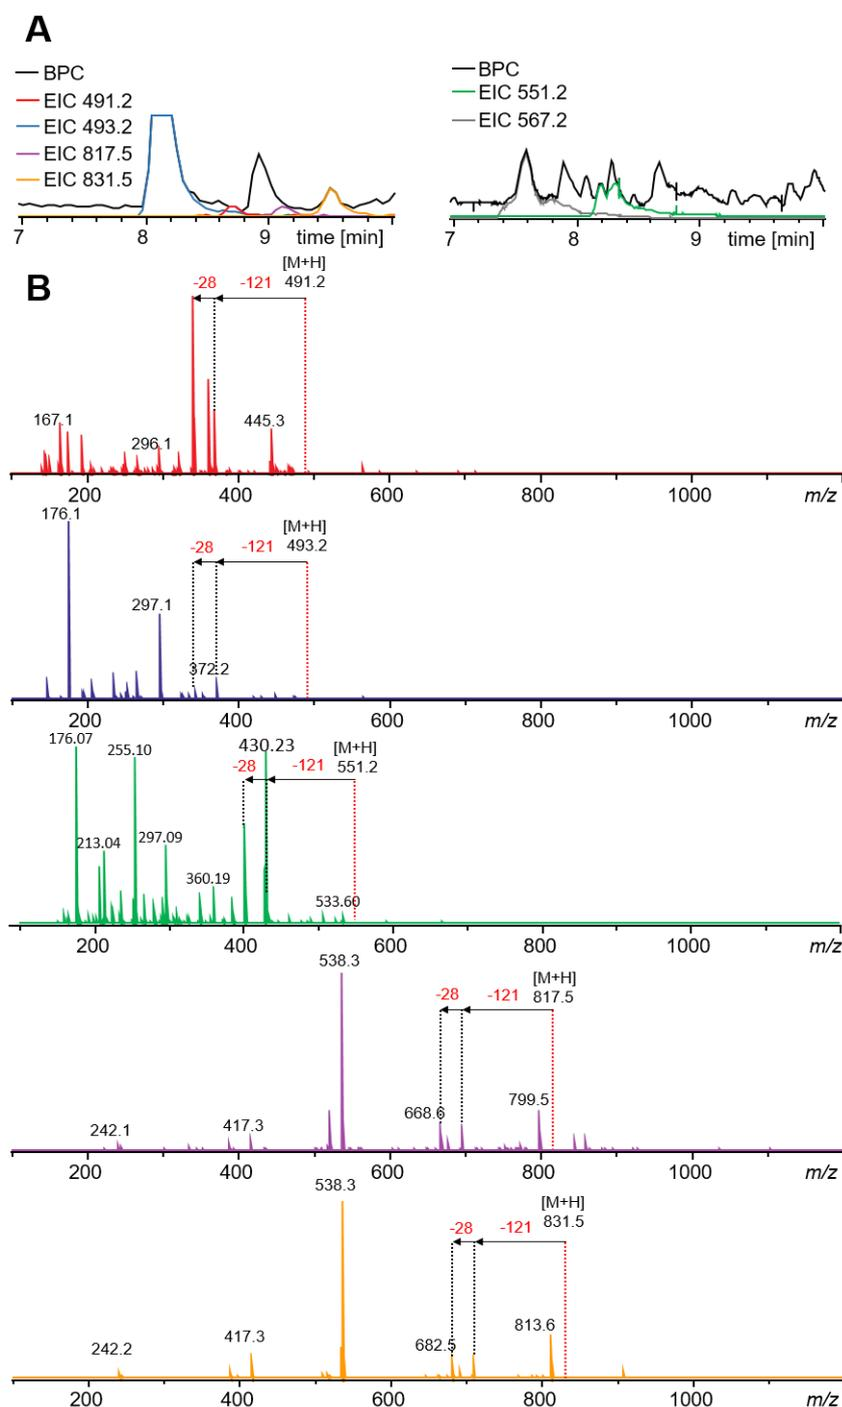 A
BPC
EIC 491.2
EIC 493.2
EIC 817.5
EIC 831.5
7 8 9 time [min]
BPC
EIC 551.2
EIC 567.2
7 8 9 time [min]
B
[M+H]
-28 -121 491.2
167.1 296.1 445.3
200 400 600 800 1000 m/z
176.1
[M+H]
-28 -121 493.2
297.1
372.2
200 400 600 800 1000 m/z
176.07 255.10 430.23 [M+H]
-28 -121 551.2
213.04 297.09
360.19
533.60
200 400 600 800 1000 m/z
538.3
[M+H]
-28 -121 817.5
668.6 799.5
242.1 417.3
200 400 600 800 1000 m/z
538.3
[M+H]
-28 -121 831.5
682.5 813.6
242.2 417.3
200 400 600 800 1000 m/z